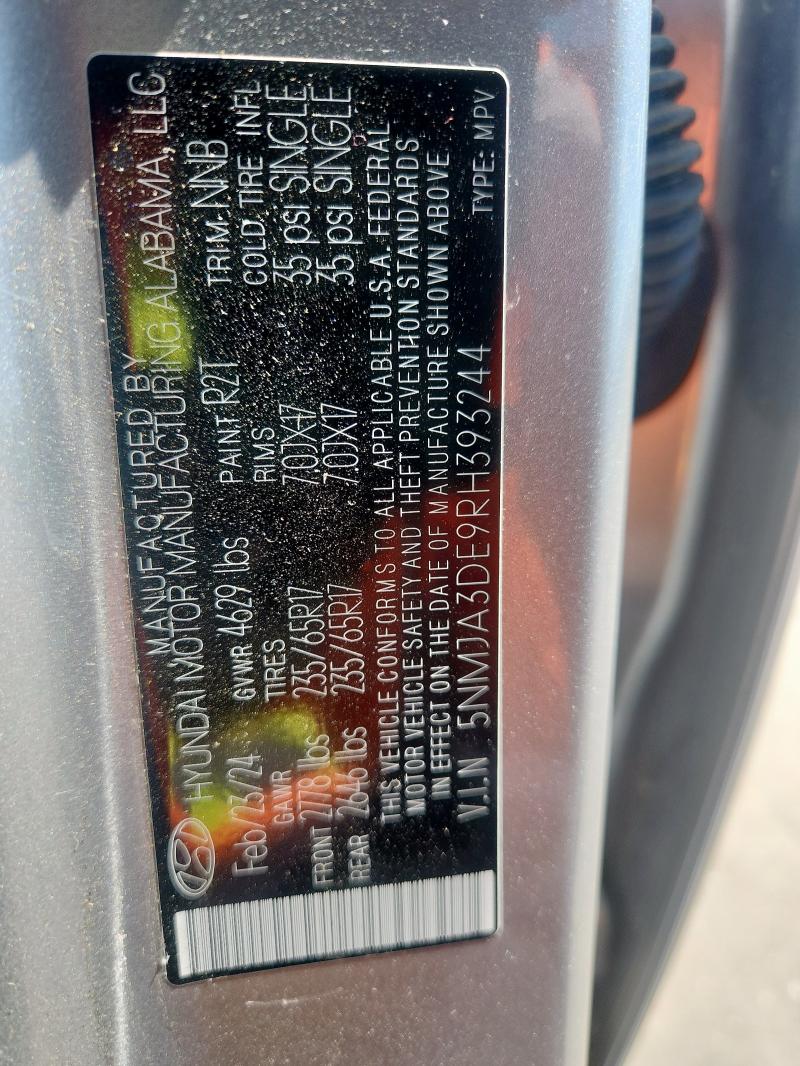 MANUFACTURED BY
HYUNDAI MOTOR MANUFACTURING ALABAMA, LLC
Feb/23/24 GVWR 4629 lbs PAINT R2T TRIM NNB
GAWR TIRES RIMS COLD TIRE INFL
FRONT 2778 lbs 235/65R17 7.0JX17 35 psi SINGLE
REAR 2646 lbs 235/65R17 7.0JX17 35 psi SINGLE
THIS VEHICLE CONFORMS TO ALL APPLICABLE U.S.A. FEDERAL
MOTOR VEHICLE SAFETY AND THEFT PREVENTION STANDARDS
IN EFFECT ON THE DATE OF MANUFACTURE SHOWN ABOVE
V.I.N 5NMJA3DE9RH393244 TYPE: MPV